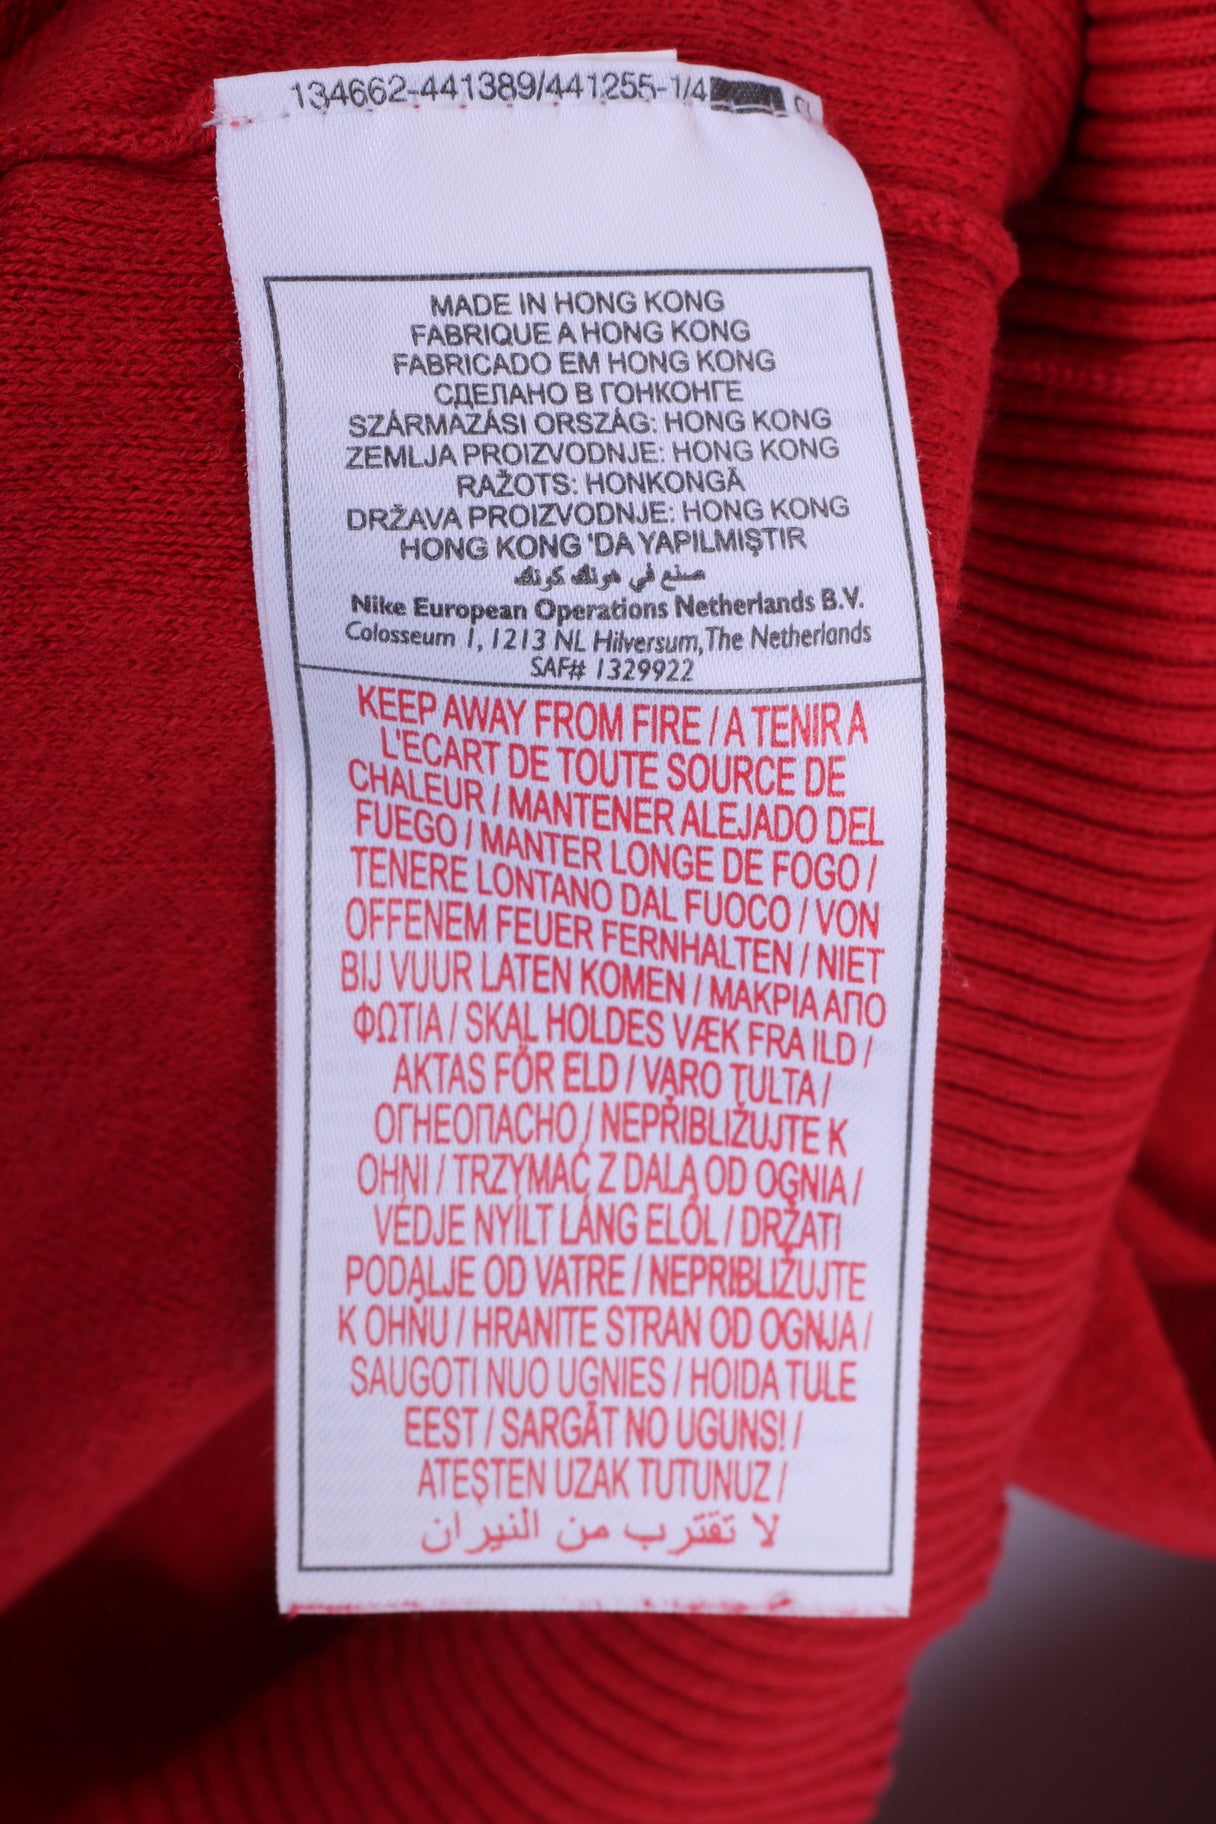 134662-441389/441255-1/4
MADE IN HONG KONG
FABRIQUE A HONG KONG
FABRICADO EM HONG KONG
СДЕЛАНО В ГОНКОНГЕ
SZÁRMAZÁSI ORSZÁG: HONG KONG
ZEMLJA PROIZVODNJE: HONG KONG
RAŽOTS: HONKONGĀ
DRŽAVA PROIZVODNJE: HONG KONG
HONG KONG 'DA YAPILMIŞTIR
صنع في هونك كونك
Nike European Operations Netherlands B.V.
Colosseum 1, 1213 NL Hilversum, The Netherlands
SAF# 1329922
KEEP AWAY FROM FIRE / A TENIR A
L'ECART DE TOUTE SOURCE DE
CHALEUR / MANTENER ALEJADO DEL
FUEGO / MANTER LONGE DE FOGO /
TENERE LONTANO DAL FUOCO / VON
OFFENEM FEUER FERNHALTEN / NIET
BIJ VUUR LATEN KOMEN / ΜΑΚΡΙΑ ΑΠΟ
ΦΩΤΙΑ / SKAL HOLDES VÆK FRA ILD /
AKTAS FÖR ELD / VARO TULTA /
ОГНЕОПАСНО / NEPŘIBLIŽUJTE K
OHNI / TRZYMAĆ Z DALA OD OGNIA /
VÉDJE NYÍLT LÁNG ELÖL / DRŽATI
PODALJE OD VATRE / NEPRIBLIŽUJTE
K OHŇU / HRANITE STRAN OD OGNJA /
SAUGOTI NUO UGNIES / HOIDA TULE
EEST / SARGĀT NO UGUNS! /
ATEŞTEN UZAK TUTUNUZ /
لا تقترب من النيران